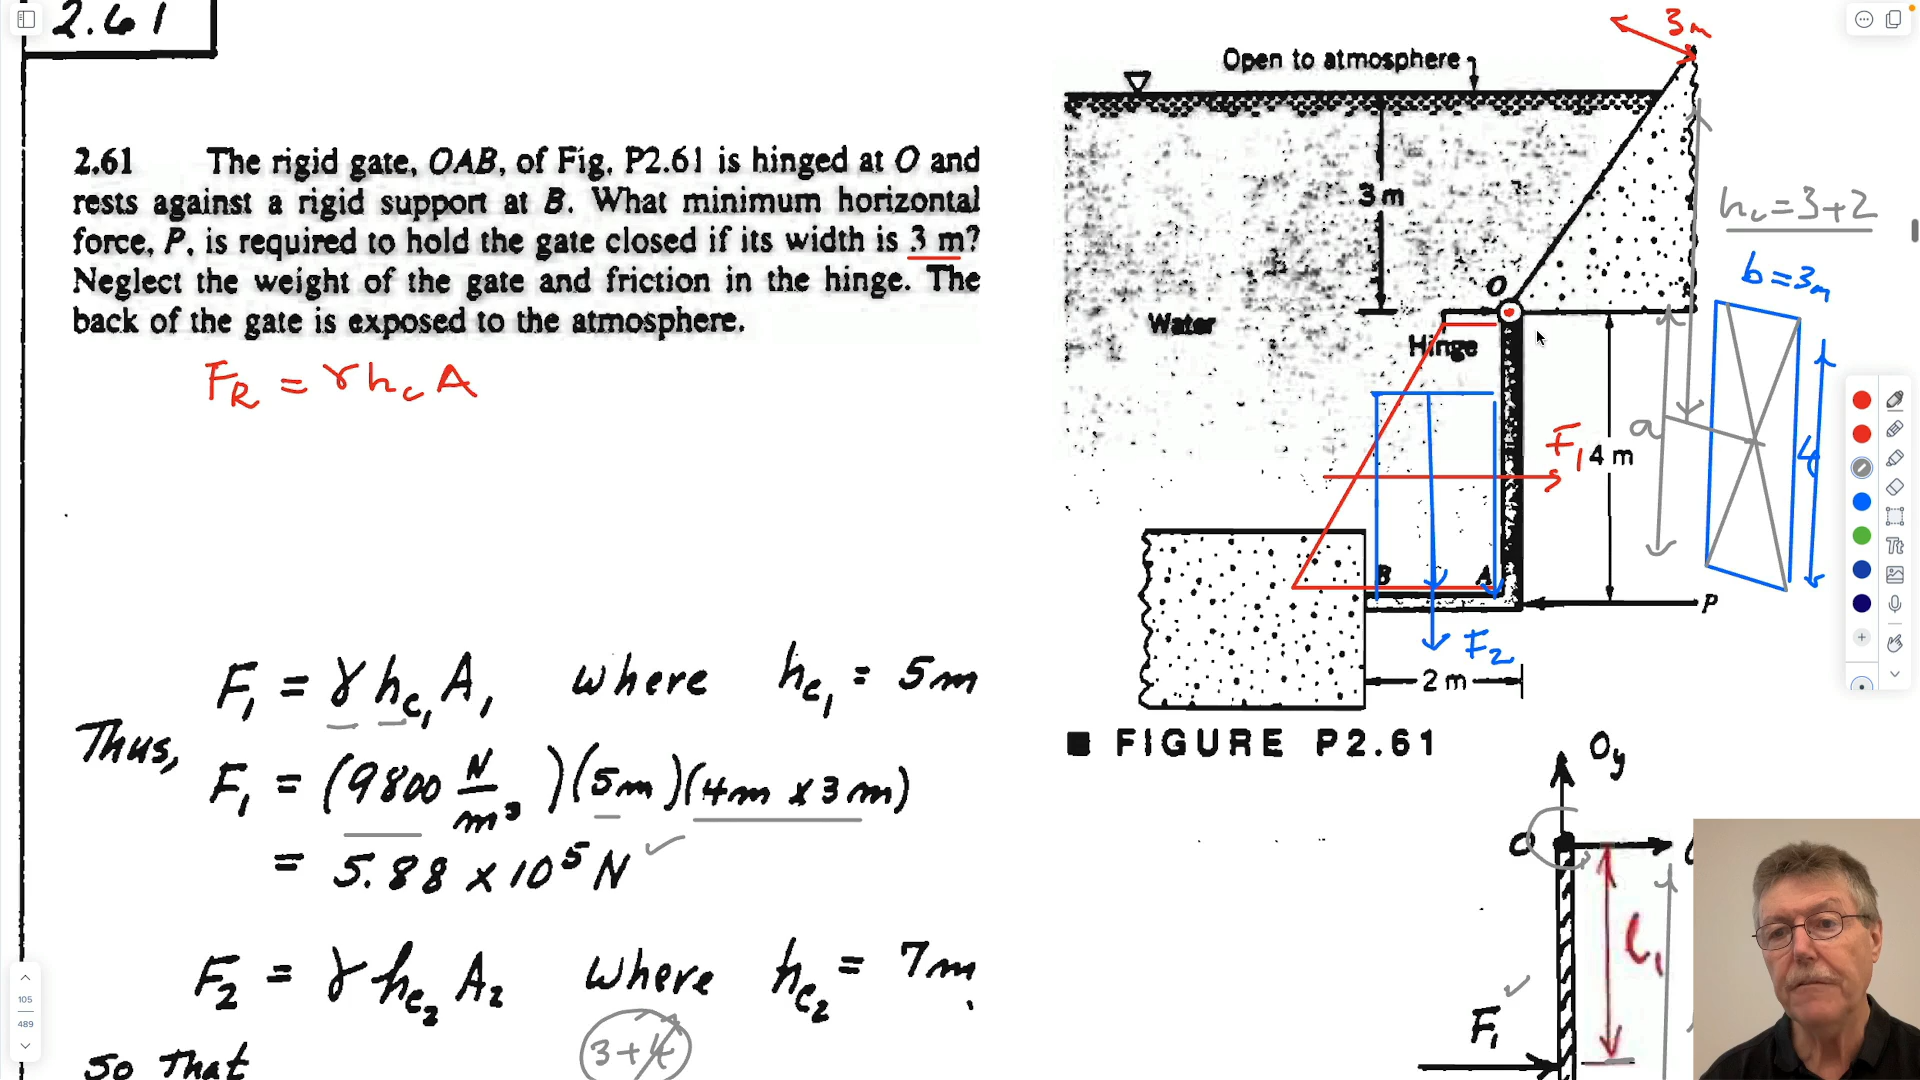 2.61
2.61 The rigid gate, OAB, of Fig. P2.61 is hinged at O and
rests against a rigid support at B. What minimum horizontal
force, P, is required to hold the gate closed if its width is 3 m?
Neglect the weight of the gate and friction in the hinge. The
back of the gate is exposed to the atmosphere.
FR = γ hc A
F1 = γ hc1 A1 where hc1 = 5m
Thus,
F1 = (9800 N/m³)(5m)(4m x 3m)
= 5.88 x 10⁵ N ✓
F2 = γ hc2 A2 where hc2 = 7m
3+4
so that
105
489
3m
Open to atmosphere
3 m
hc = 3+2
b = 3m
O
Water
Hinge
F1
4 m
a
4
B
A
P
F2
2 m
■ FIGURE P2.61
Oy
O
l1
F1 ✓
Tt